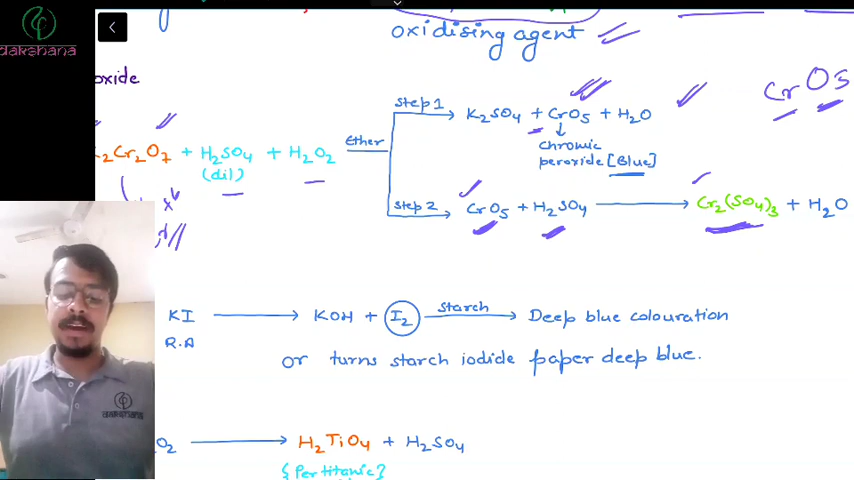 oxidising agent
dakshana
oxide
CrO5
step 1
K2SO4 + CrO5 + H2O
Ether
chromic
peroxide [Blue]
K2Cr2O7 + H2SO4 + H2O2
(dil)
step 2
CrO5 + H2SO4 → Cr2(SO4)3 + H2O
x
KI → KOH + I2 starch → Deep blue colouration
R.A
or turns starch iodide paper deep blue.
O2 → H2TiO4 + H2SO4
{Pertitanic}